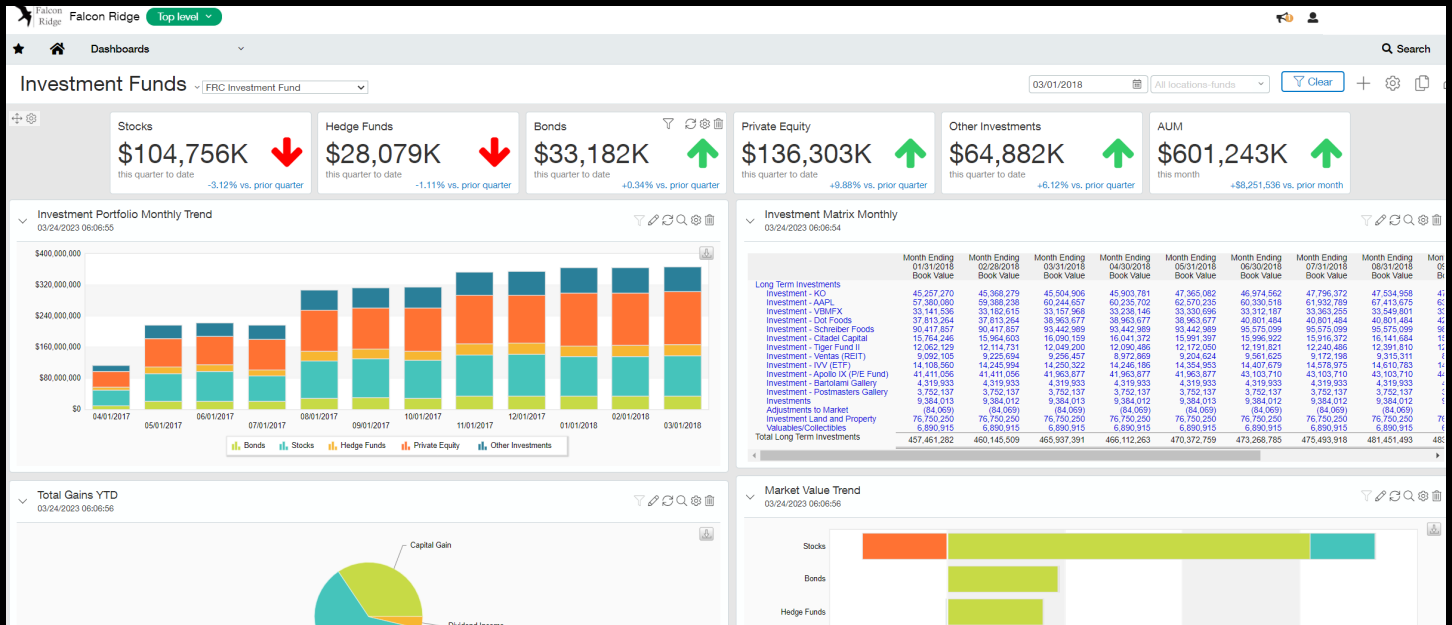 Falcon
Ridge
Falcon Ridge
Top level
Dashboards
Search
Investment Funds
FRC Investment Fund
03/01/2018
All locations-funds
Clear
Stocks
$104,756K
this quarter to date
-3.12% vs. prior quarter
Hedge Funds
$28,079K
this quarter to date
-1.11% vs. prior quarter
Bonds
$33,182K
this quarter to date
+0.34% vs. prior quarter
Private Equity
$136,303K
this quarter to date
+9.88% vs. prior quarter
Other Investments
$64,882K
this quarter to date
+6.12% vs. prior quarter
AUM
$601,243K
this month
+$8,251,536 vs. prior month
Investment Portfolio Monthly Trend
03/24/2023 06:06:55
$400,000,000
$320,000,000
$240,000,000
$160,000,000
$80,000,000
$0
04/01/2017 06/01/2017 07/01/2017 08/01/2017 10/01/2017 12/01/2017 02/01/2018
05/01/2017 07/01/2017 09/01/2017 11/01/2017 01/01/2018 03/01/2018
Bonds Stocks Hedge Funds Private Equity Other Investments
Investment Matrix Monthly
03/24/2023 06:06:54
Month Ending Month Ending Month Ending Month Ending Month Ending Month Ending Month Ending Month Ending
01/31/2018 02/28/2018 03/31/2018 04/30/2018 05/31/2018 06/30/2018 07/31/2018 08/31/2018
Book Value Book Value Book Value Book Value Book Value Book Value Book Value Book Value
Long Term Investments
Investment - KO 45,257,270 45,368,279 45,504,906 45,903,781 47,365,082 46,974,562 47,796,372 47,534,958
Investment - AAPL 57,380,080 59,388,238 60,244,657 60,235,702 62,570,235 60,330,518 61,932,789 67,413,675
Investment - VBMFX 33,141,536 33,182,615 33,157,968 33,238,146 33,330,696 33,312,187 33,363,255 33,549,801
Investment - Dot Foods 37,813,264 37,813,264 38,963,677 38,963,677 38,963,677 40,801,484 40,801,484 40,801,484
Investment - Schreiber Foods 90,417,857 90,417,857 93,442,989 93,442,989 93,442,989 95,575,099 95,575,099 95,575,099
Investment - Citadel Capital 15,764,246 15,964,603 16,090,159 16,041,372 15,991,397 15,996,922 15,916,372 16,141,684
Investment - Tiger Fund II 12,062,129 12,114,731 12,049,200 12,090,486 12,172,050 12,191,821 12,240,486 12,391,810
Investment - Ventas (REIT) 9,092,105 9,225,694 9,256,457 8,972,869 9,204,624 9,561,625 9,172,198 9,315,311
Investment - IVV (ETF) 14,108,560 14,245,994 14,250,322 14,246,186 14,354,953 14,407,679 14,578,975 14,610,783
Investment - Apollo IX (P/E Fund) 41,411,056 41,411,056 41,963,877 41,963,877 41,963,877 43,103,710 43,103,710 43,103,710
Investment - Bartolami Gallery 4,319,933 4,319,933 4,319,933 4,319,933 4,319,933 4,319,933 4,319,933 4,319,933
Investment - Postmasters Gallery 3,752,137 3,752,137 3,752,137 3,752,137 3,752,137 3,752,137 3,752,137 3,752,137
Investments 9,384,013 9,384,012 9,384,013 9,384,012 9,384,012 9,384,012 9,384,012 9,384,012
Adjustments to Market (84,069) (84,069) (84,069) (84,069) (84,069) (84,069) (84,069) (84,069)
Investment Land and Property 76,750,250 76,750,250 76,750,250 76,750,250 76,750,250 76,750,250 76,750,250 76,750,250
Valuables/Collectibles 6,890,915 6,890,915 6,890,915 6,890,915 6,890,915 6,890,915 6,890,915 6,890,915
Total Long Term Investments 457,461,282 460,145,509 465,937,391 466,112,263 470,372,759 473,268,785 475,493,918 481,451,493
Total Gains YTD
03/24/2023 06:06:56
Capital Gain
Market Value Trend
03/24/2023 06:06:56
Stocks
Bonds
Hedge Funds